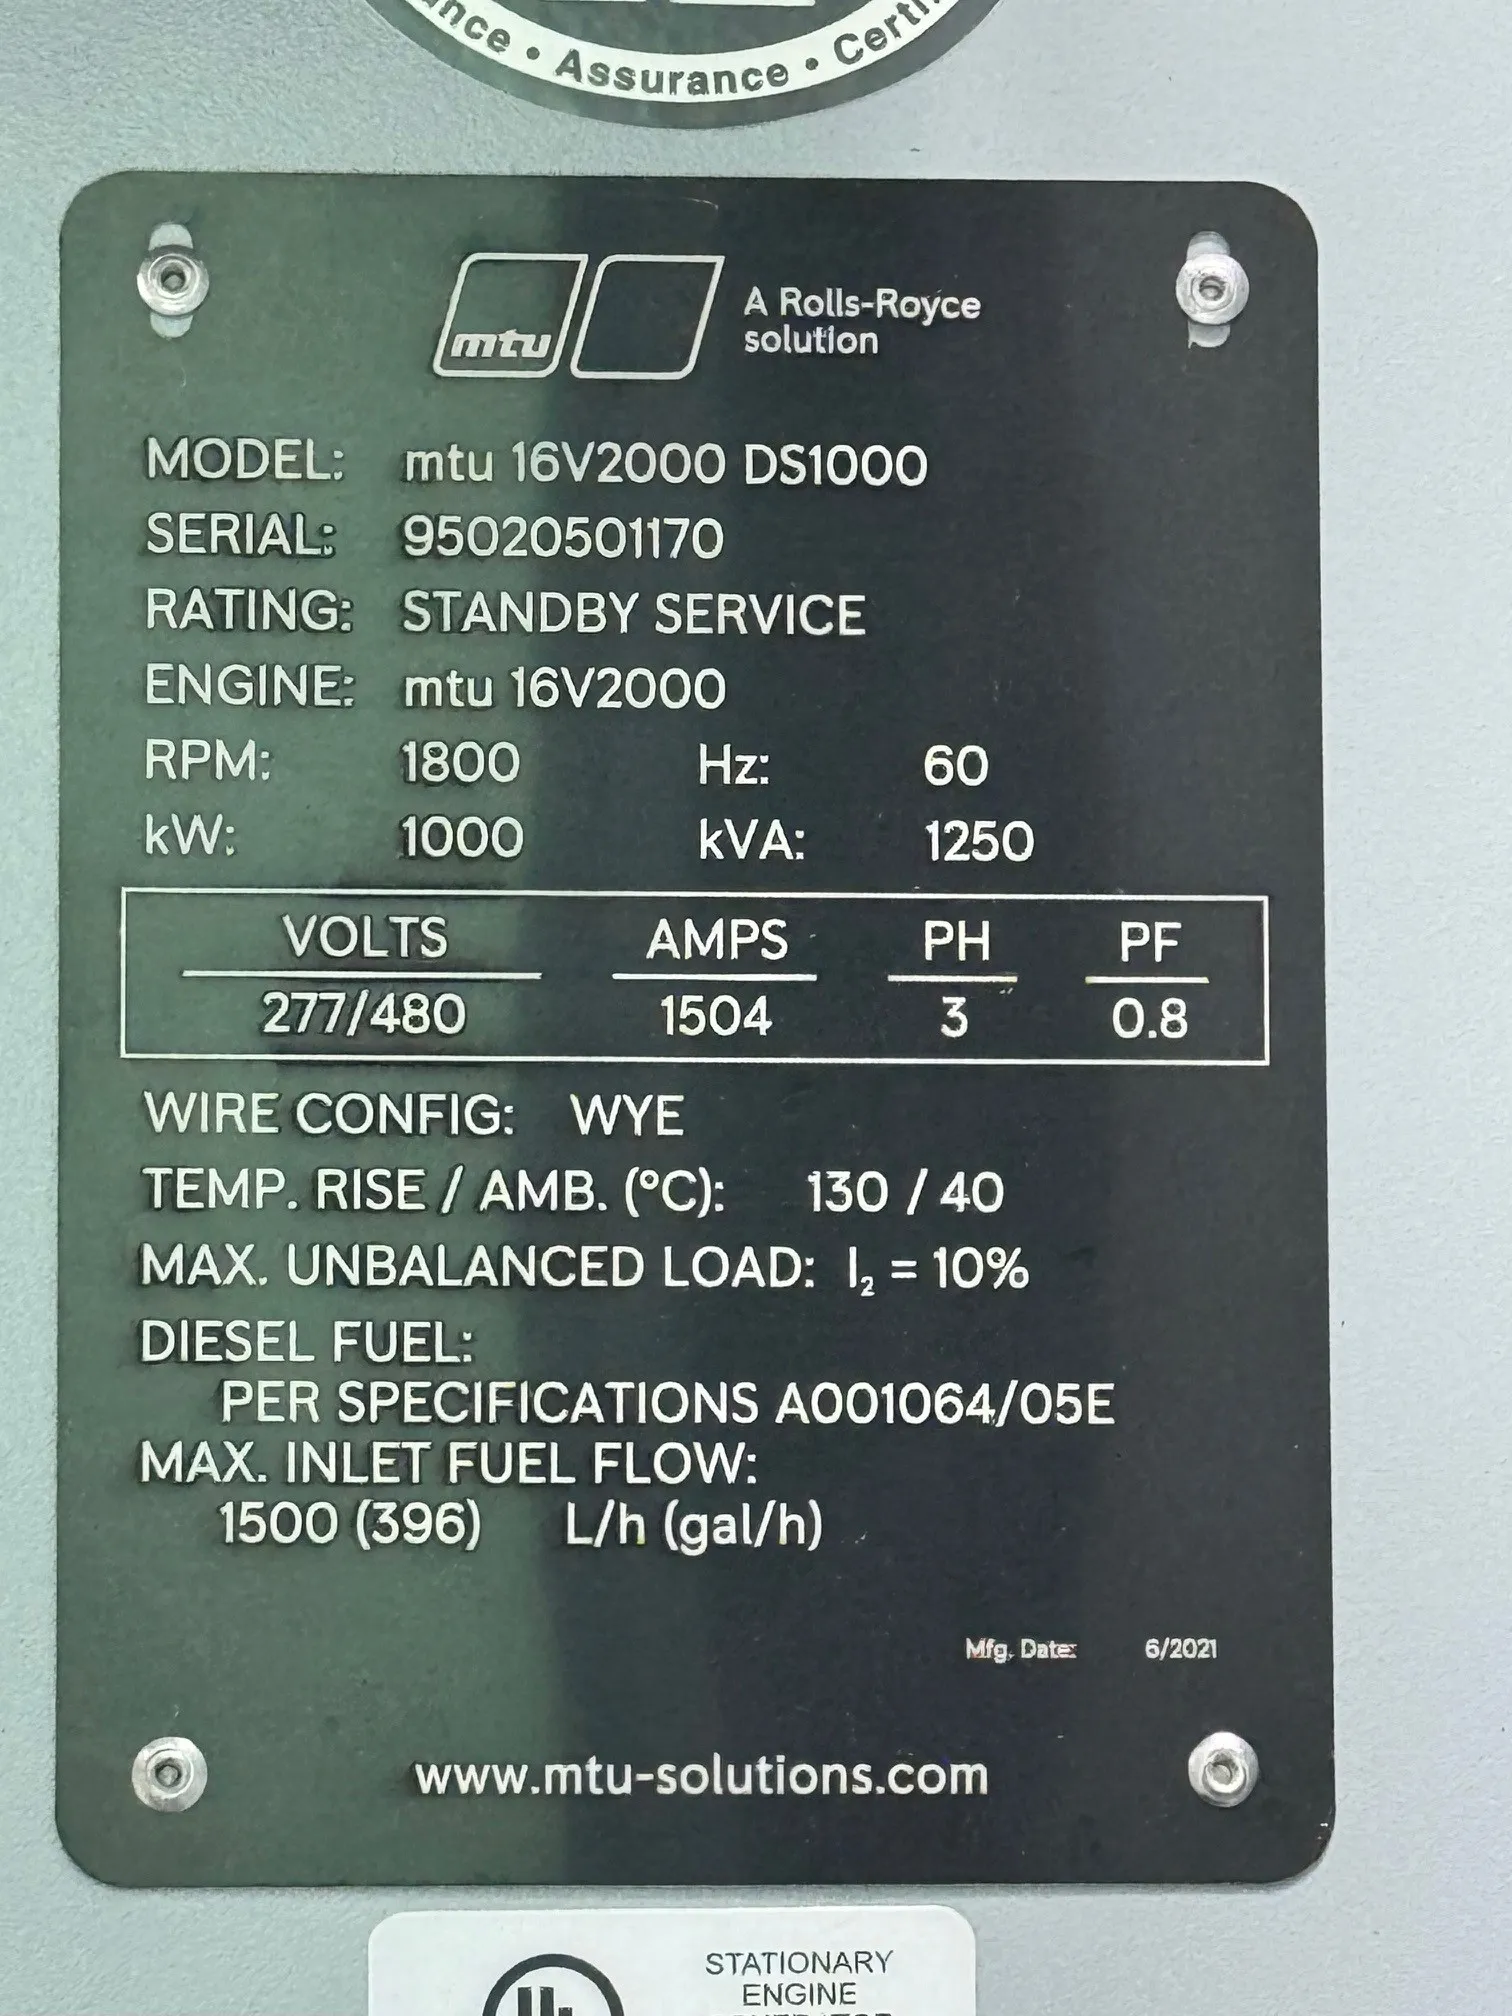 • Assurance •
mtu
A Rolls-Royce
solution
MODEL: mtu 16V2000 DS1000
SERIAL: 95020501170
RATING: STANDBY SERVICE
ENGINE: mtu 16V2000
RPM: 1800 Hz: 60
kW: 1000 kVA: 1250
VOLTS AMPS PH PF
277/480 1504 3 0.8
WIRE CONFIG: WYE
TEMP. RISE / AMB. (°C): 130 / 40
MAX. UNBALANCED LOAD: I₂ = 10%
DIESEL FUEL:
PER SPECIFICATIONS A001064/05E
MAX. INLET FUEL FLOW:
1500 (396) L/h (gal/h)
Mfg. Date: 6/2021
www.mtu-solutions.com
STATIONARY
ENGINE